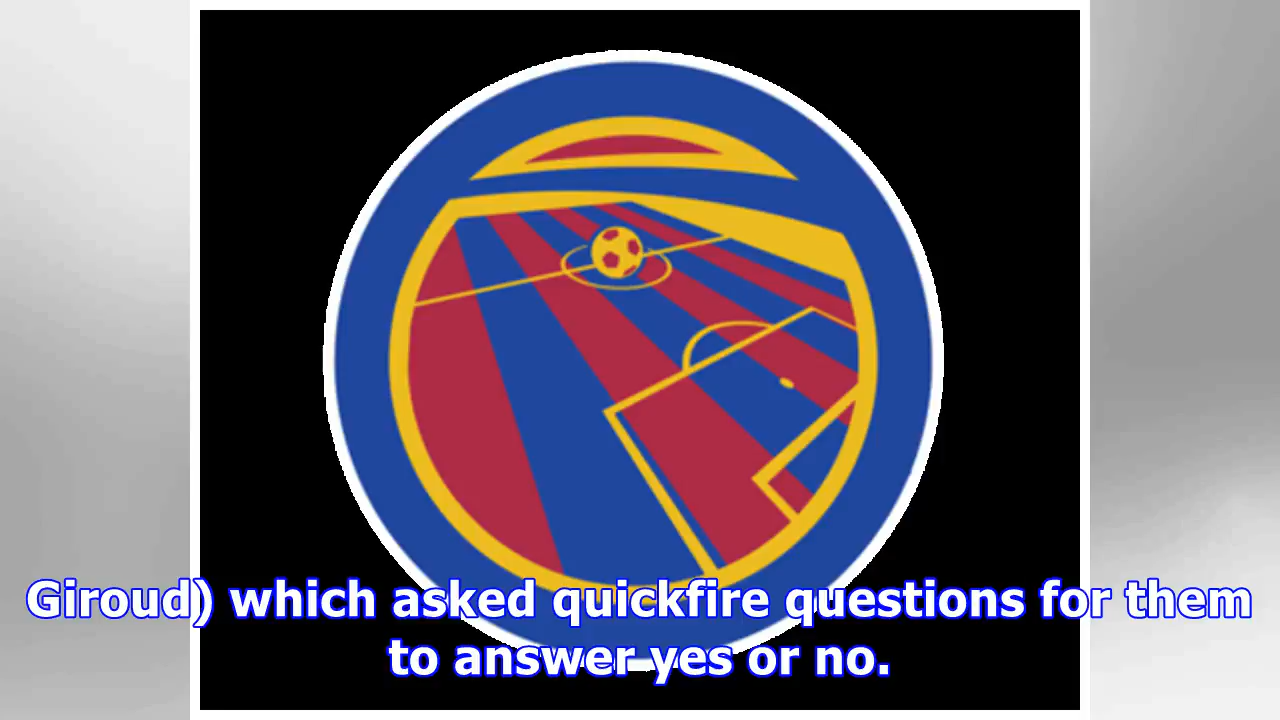 Giroud) which asked quickfire questions for them
to answer yes or no.